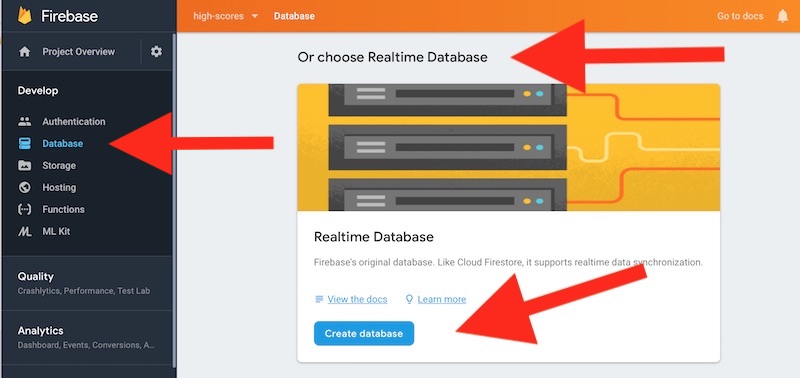 Firebase
high-scores
Database
Go to docs
Project Overview
Develop
Authentication
Database
Storage
Hosting
Functions
ML Kit
Quality
Crashlytics, Performance, Test Lab
Analytics
Dashboard, Events, Conversions, A...
Or choose Realtime Database
Realtime Database
Firebase's original database. Like Cloud Firestore, it supports realtime data synchronization.
View the docs
Learn more
Create database